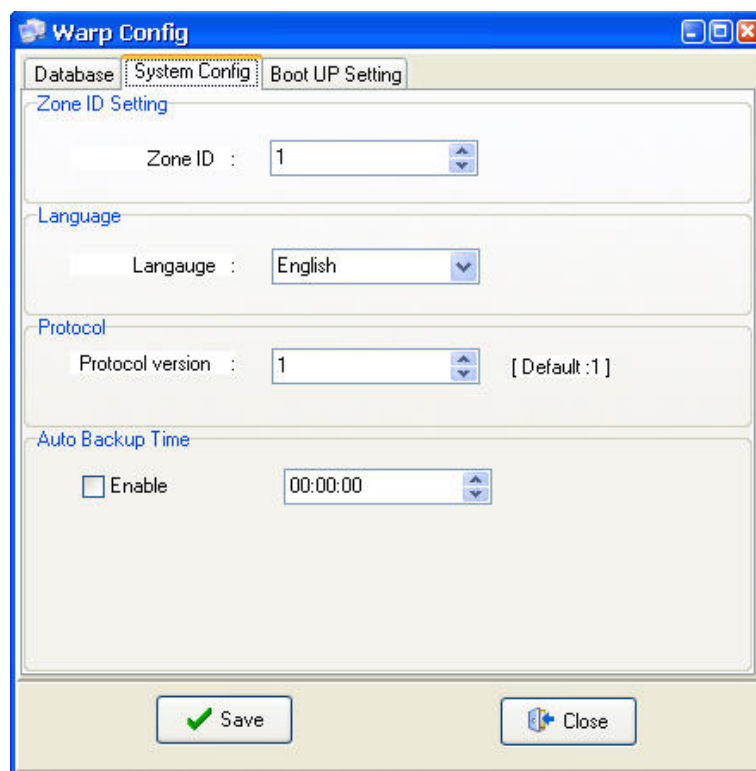 Warp Config
Database System Config Boot UP Setting
Zone ID Setting
Zone ID : 1
Language
Langauge : English
Protocol
Protocol version : 1 [ Default :1 ]
Auto Backup Time
Enable 00:00:00
Save Close